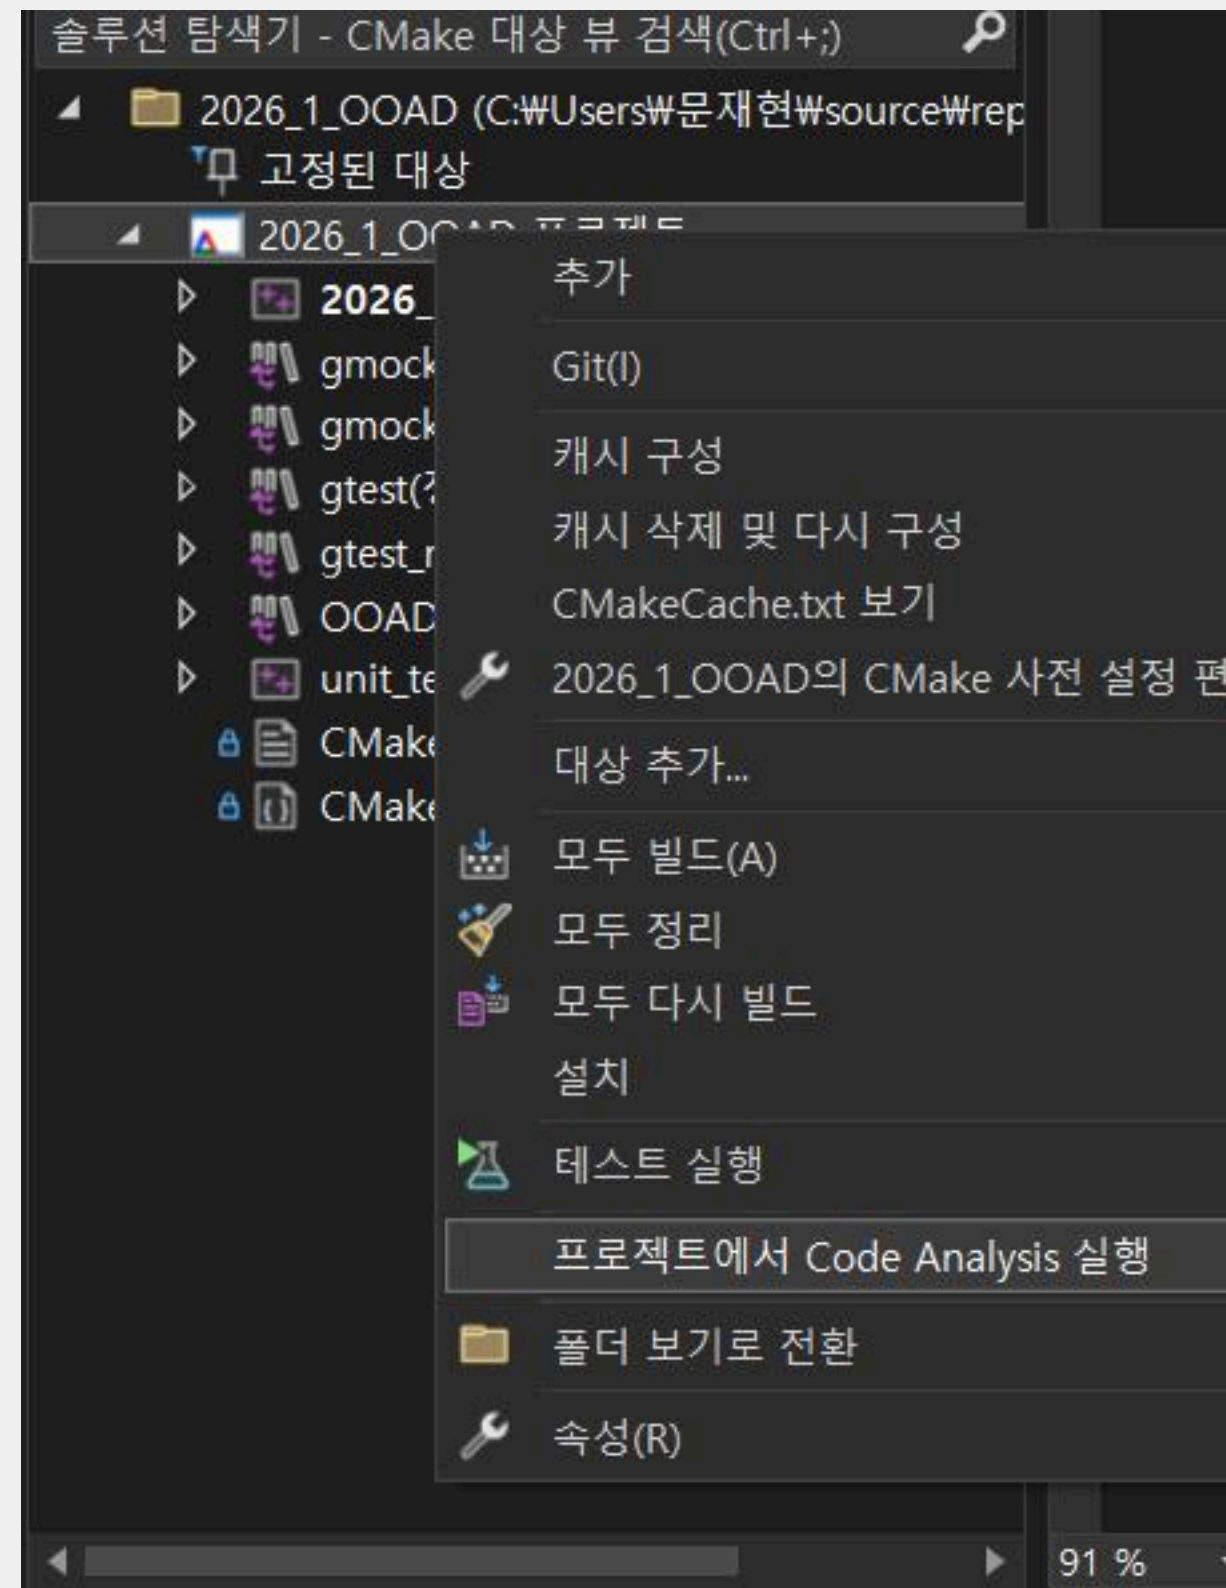 솔루션 탐색기 - CMake 대상 뷰 검색(Ctrl+;)
2026_1_OOAD (C:₩Users₩문재현₩source₩rep
고정된 대상
2026_1_OOAD 프로젝트
2026_
gmock
gmock
gtest(
gtest_r
OOAD
unit_te
CMake
CMake
추가
Git(I)
캐시 구성
캐시 삭제 및 다시 구성
CMakeCache.txt 보기
2026_1_OOAD의 CMake 사전 설정 편
대상 추가...
모두 빌드(A)
모두 정리
모두 다시 빌드
설치
테스트 실행
프로젝트에서 Code Analysis 실행
폴더 보기로 전환
속성(R)
91 %